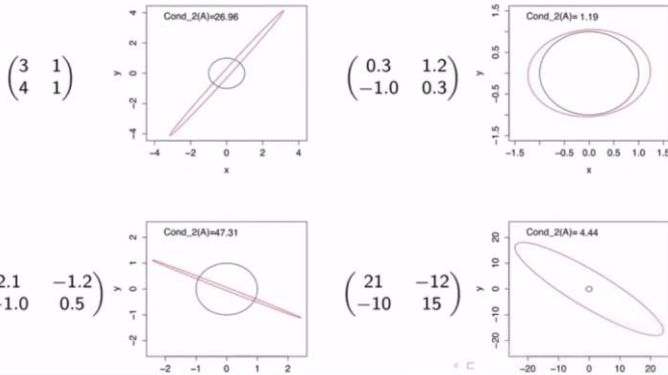 (3 1
4 1)
Cond_2(A)=26.96
y
4
2
0
−2
−4
−4 −2 0 2 4
x
(0.3 1.2
−1.0 0.3)
Cond_2(A)= 1.19
y
1.5
0.5
−0.5
−1.5
−1.5 −0.5 0.0 0.5 1.0 1.5
x
2.1 −1.2)
1.0 0.5
Cond_2(A)=47.31
y
2
1
0
−1
−2
−2 −1 0 1 2
(21 −12
−10 15)
Cond_2(A)= 4.44
y
20
10
0
−10
−20
−20 −10 0 10 20